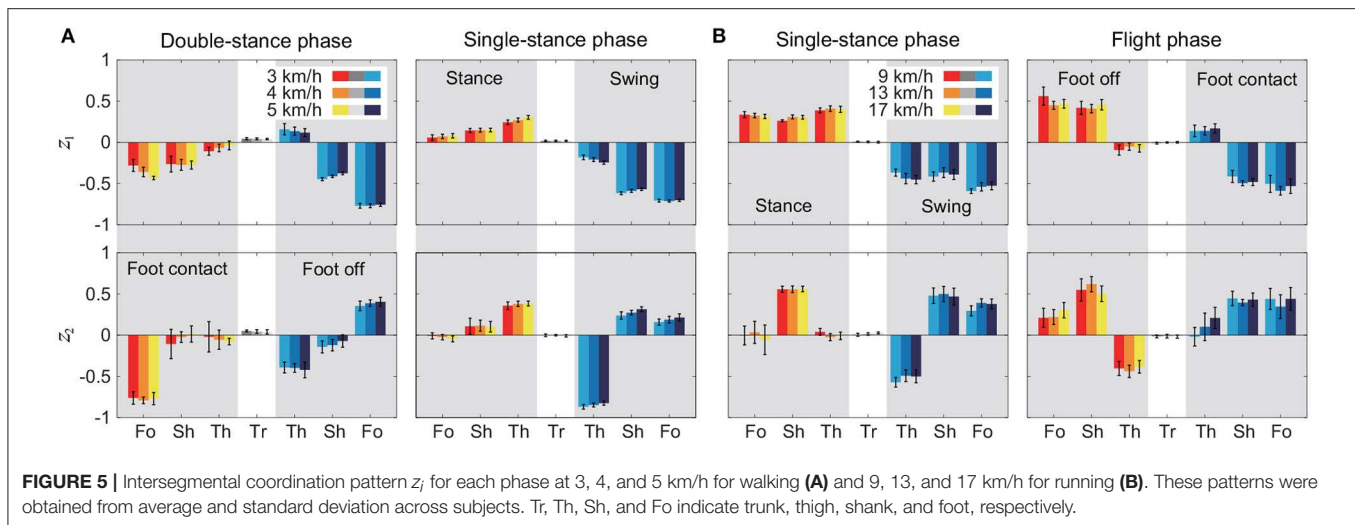 A
Double-stance phase
Single-stance phase
B
Single-stance phase
Flight phase
1
0.5
0
-0.5
-1
z1
3 km/h
4 km/h
5 km/h
Stance
Swing
9 km/h
13 km/h
17 km/h
Stance
Swing
Foot off
Foot contact
1
0.5
0
-0.5
-1
z2
Foot contact
Foot off
Fo Sh Th Tr Th Sh Fo
Fo Sh Th Tr Th Sh Fo
Fo Sh Th Tr Th Sh Fo
Fo Sh Th Tr Th Sh Fo
FIGURE 5 | Intersegmental coordination pattern zi for each phase at 3, 4, and 5 km/h for walking (A) and 9, 13, and 17 km/h for running (B). These patterns were
obtained from average and standard deviation across subjects. Tr, Th, Sh, and Fo indicate trunk, thigh, shank, and foot, respectively.